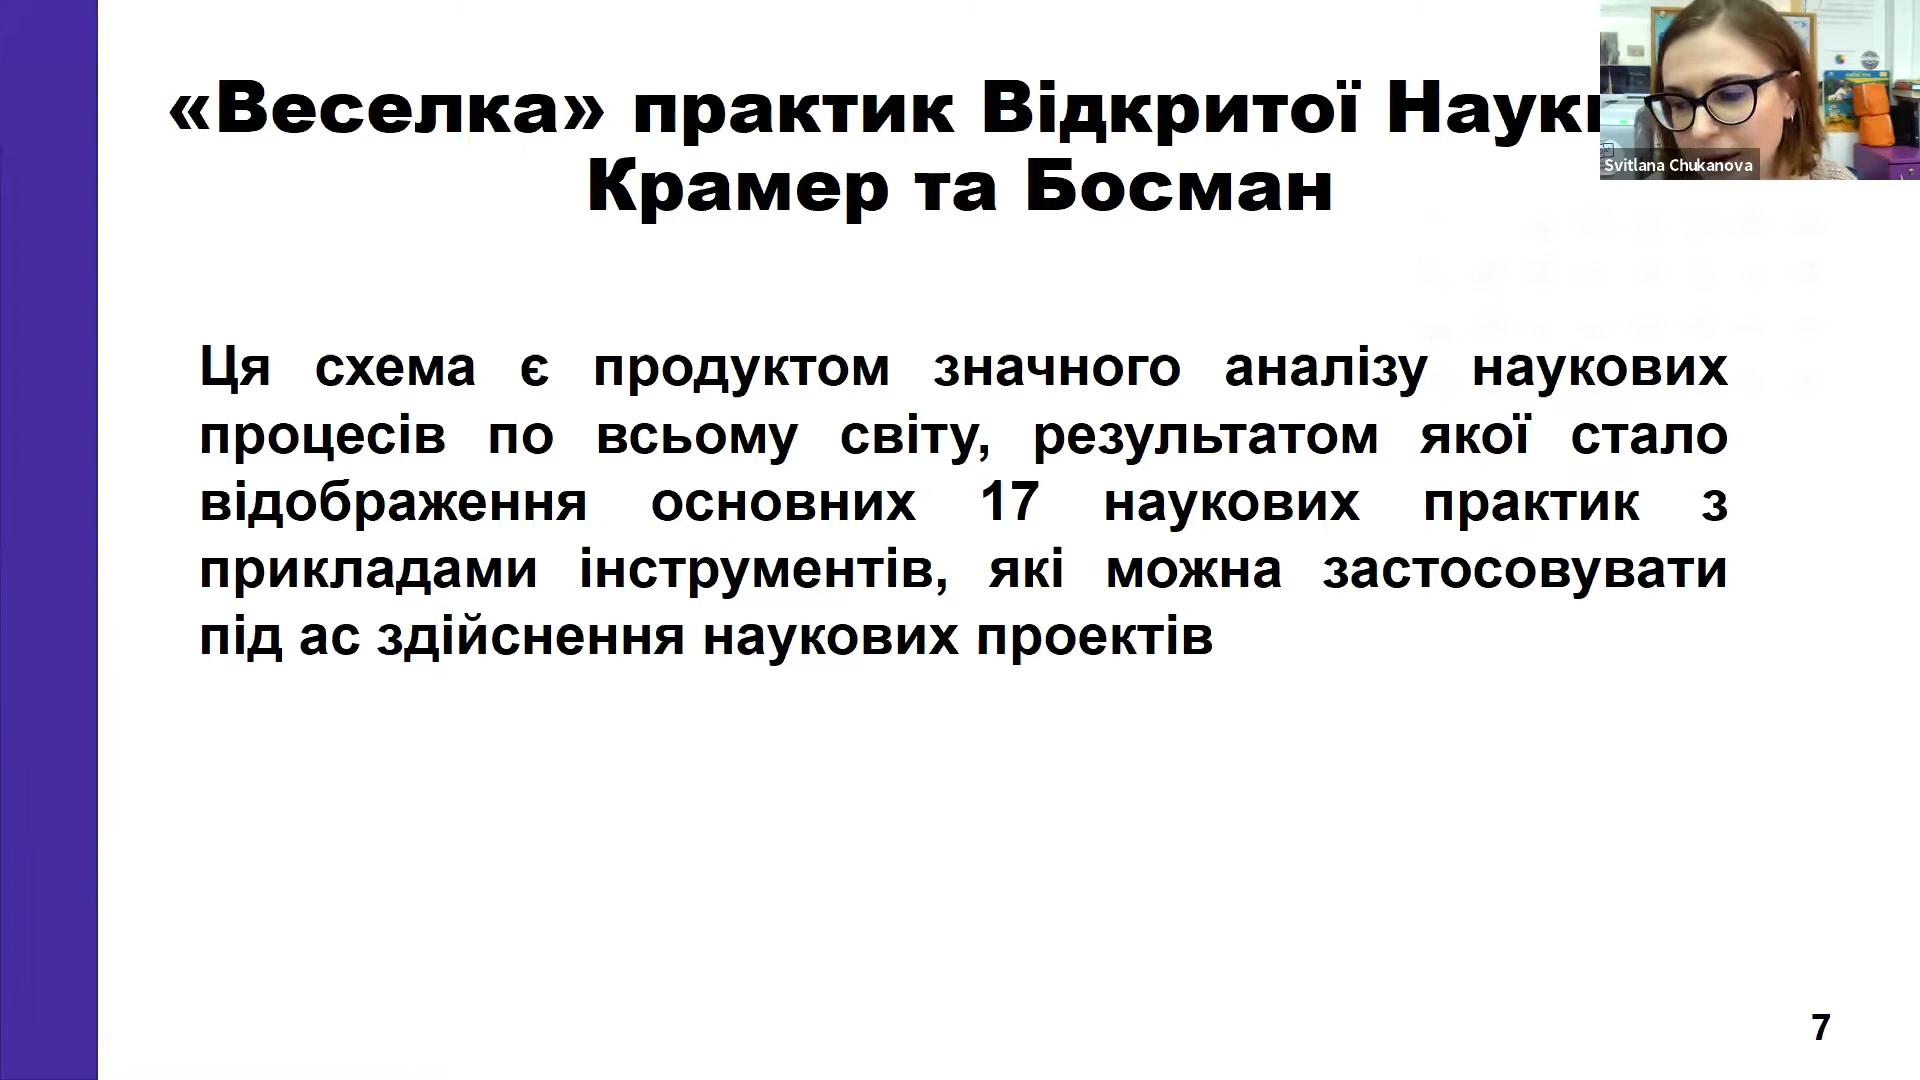 «Веселка» практик Відкритої Наук
Крамер та Босман
Svitlana Chukanova
Ця схема є продуктом значного аналізу наукових
процесів по всьому світу, результатом якої стало
відображення основних 17 наукових практик з
прикладами інструментів, які можна застосовувати
під ас здійснення наукових проектів
7